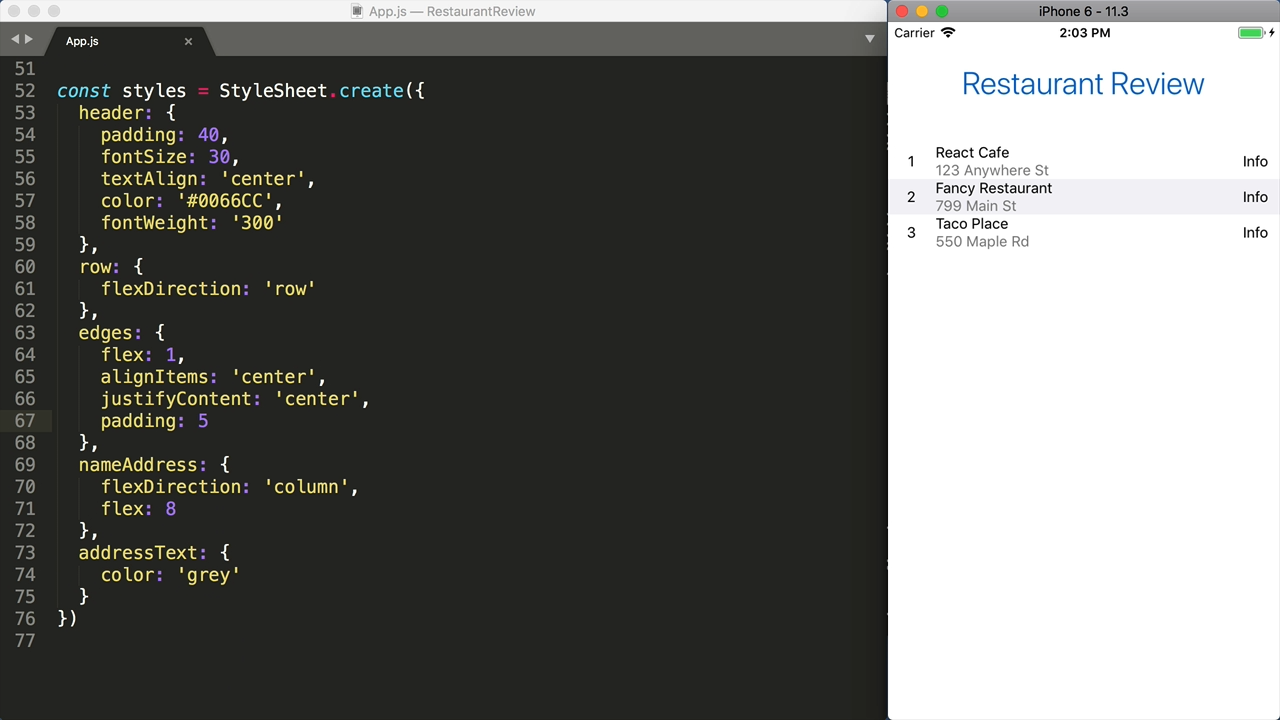 App.js — RestaurantReview
App.js
51
52 const styles = StyleSheet.create({
53 header: {
54 padding: 40,
55 fontSize: 30,
56 textAlign: 'center',
57 color: '#0066CC',
58 fontWeight: '300'
59 },
60 row: {
61 flexDirection: 'row'
62 },
63 edges: {
64 flex: 1,
65 alignItems: 'center',
66 justifyContent: 'center',
67 padding: 5
68 },
69 nameAddress: {
70 flexDirection: 'column',
71 flex: 8
72 },
73 addressText: {
74 color: 'grey'
75 }
76 })
77
iPhone 6 - 11.3
Carrier 2:03 PM
Restaurant Review
React Cafe
1 Info
123 Anywhere St
Fancy Restaurant
2 Info
799 Main St
Taco Place
3 Info
550 Maple Rd